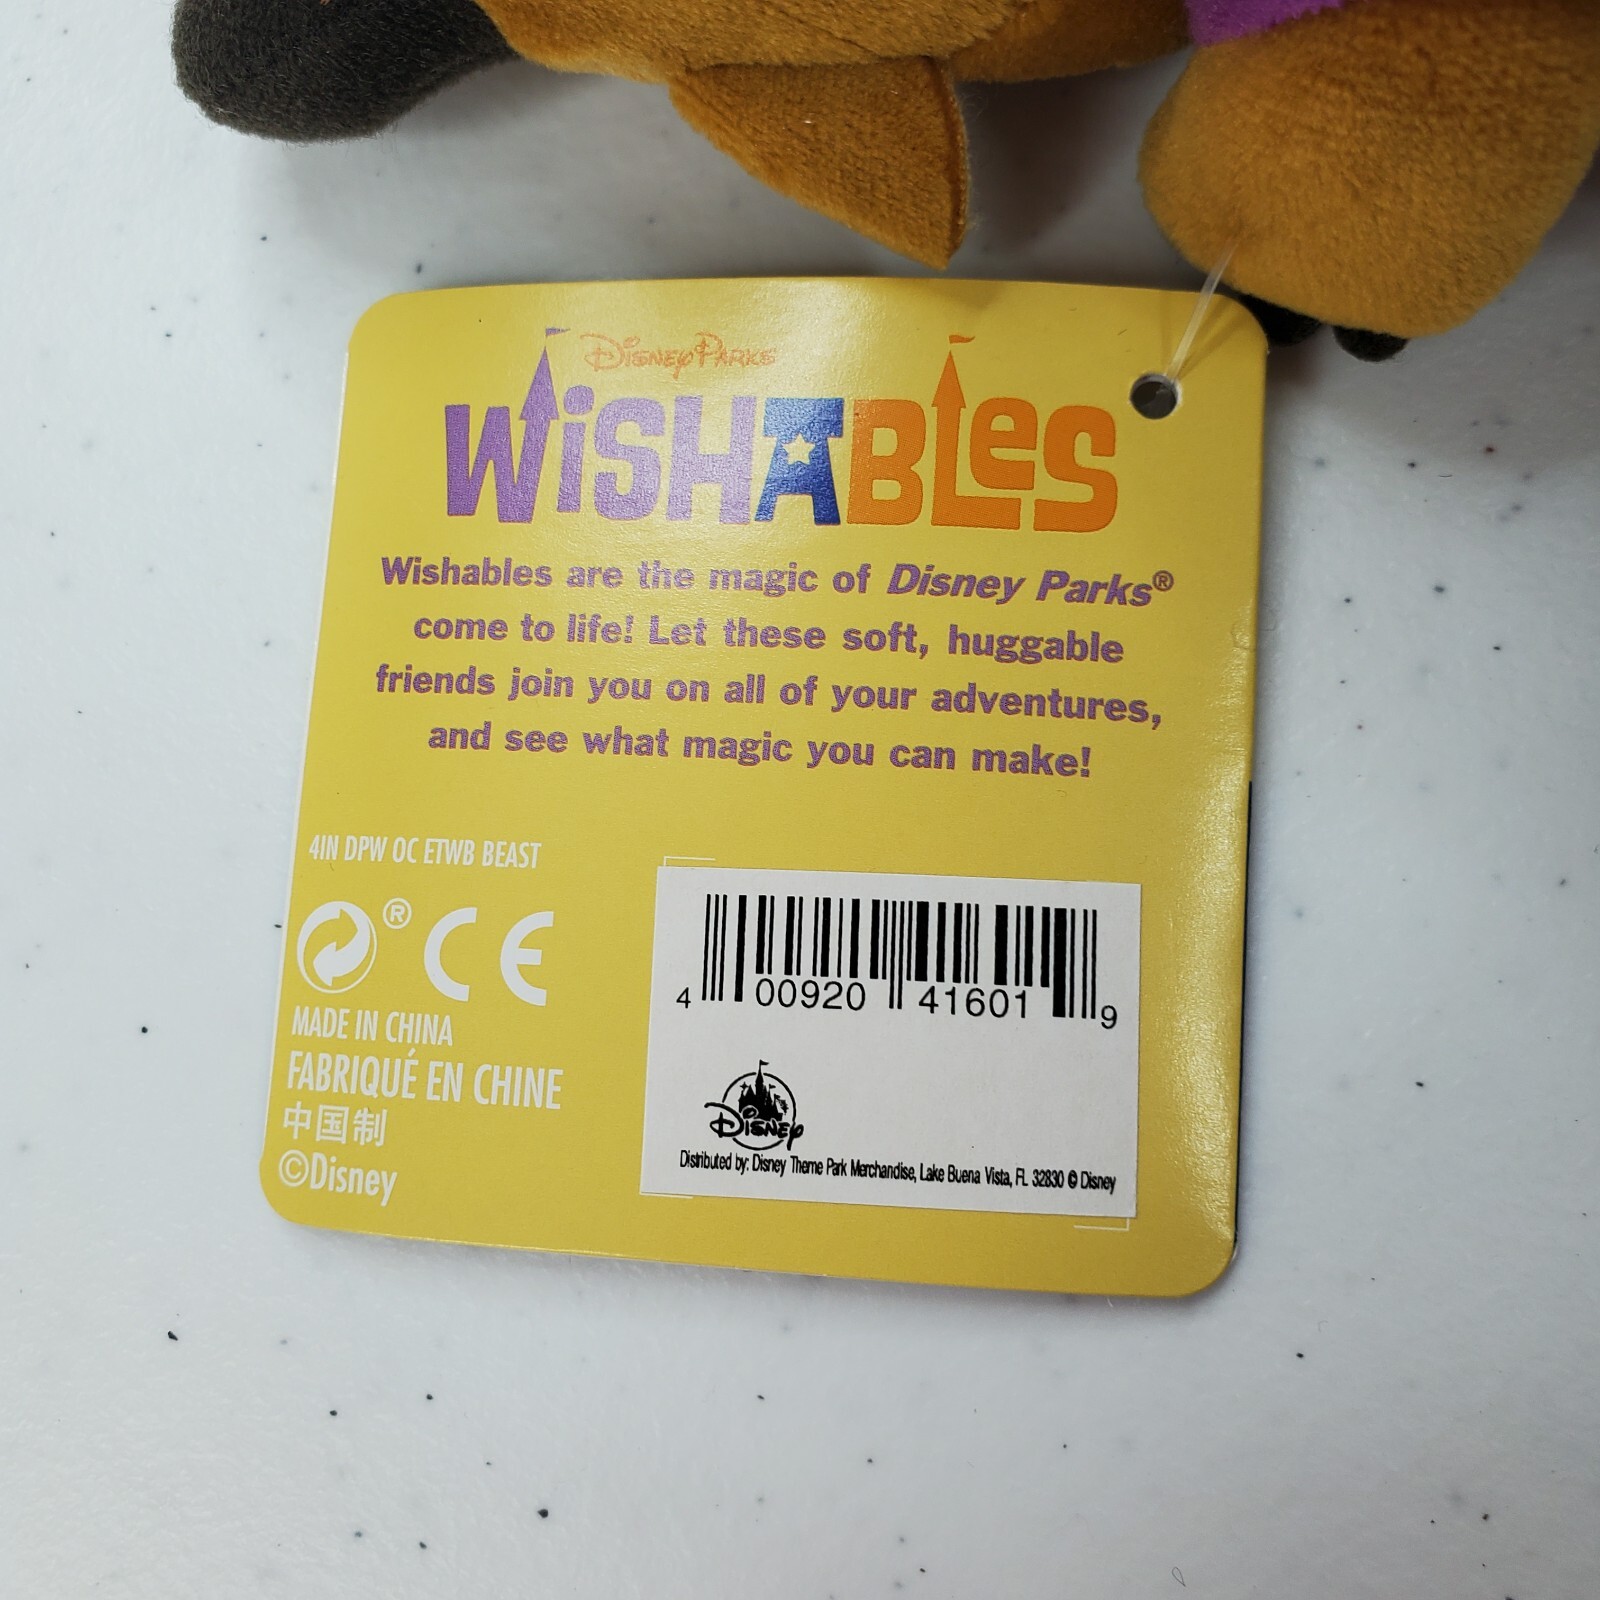 Disney Parks
WiSHABLes
Wishables are the magic of Disney Parks®
come to life! Let these soft, huggable
friends join you on all of your adventures,
and see what magic you can make!
4IN DPW OC ETWB BEAST
® CE
MADE IN CHINA
FABRIQUÉ EN CHINE
中国制
©Disney
4 00920 41601 9
Disney
Distributed by: Disney Theme Park Merchandise, Lake Buena Vista, FL 32830 © Disney